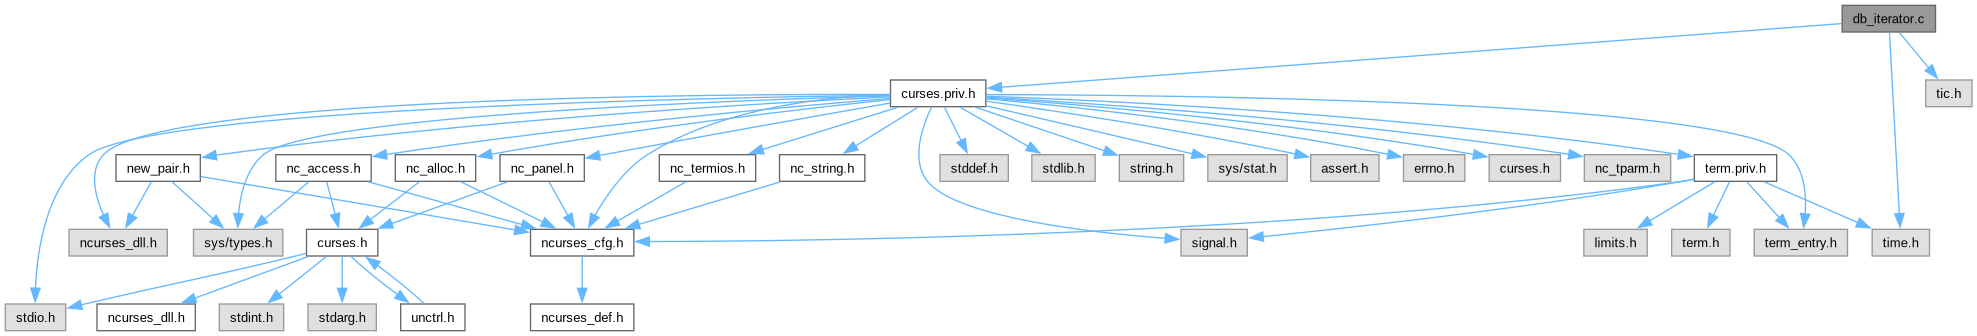 db_iterator.c
curses.priv.h
tic.h
new_pair.h
nc_access.h
nc_alloc.h
nc_panel.h
nc_termios.h
nc_string.h
stddef.h
stdlib.h
string.h
sys/stat.h
assert.h
errno.h
curses.h
nc_tparm.h
term.priv.h
ncurses_dll.h
sys/types.h
curses.h
ncurses_cfg.h
signal.h
limits.h
term.h
term_entry.h
time.h
stdio.h
ncurses_dll.h
stdint.h
stdarg.h
unctrl.h
ncurses_def.h